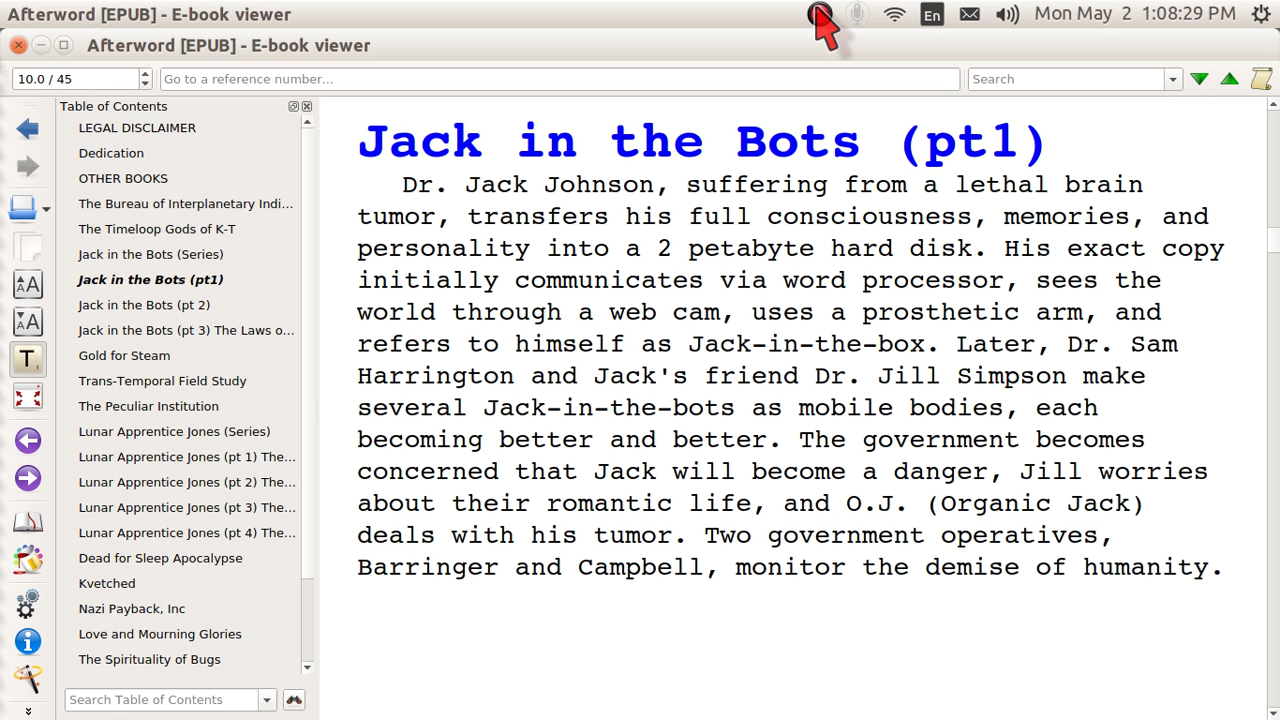 Afterword [EPUB] - E-book viewer
En
Mon May 2 1:08:29 PM
Afterword [EPUB] - E-book viewer
10.0 / 45
Go to a reference number...
Search
Table of Contents
LEGAL DISCLAIMER
Dedication
OTHER BOOKS
The Bureau of Interplanetary Indi...
The Timeloop Gods of K-T
Jack in the Bots (Series)
Jack in the Bots (pt1)
Jack in the Bots (pt 2)
Jack in the Bots (pt 3) The Laws o...
Gold for Steam
Trans-Temporal Field Study
The Peculiar Institution
Lunar Apprentice Jones (Series)
Lunar Apprentice Jones (pt 1) The...
Lunar Apprentice Jones (pt 2) The...
Lunar Apprentice Jones (pt 3) The...
Lunar Apprentice Jones (pt 4) The...
Dead for Sleep Apocalypse
Kvetched
Nazi Payback, Inc
Love and Mourning Glories
The Spirituality of Bugs
Search Table of Contents
Jack in the Bots (pt1)
Dr. Jack Johnson, suffering from a lethal brain
tumor, transfers his full consciousness, memories, and
personality into a 2 petabyte hard disk. His exact copy
initially communicates via word processor, sees the
world through a web cam, uses a prosthetic arm, and
refers to himself as Jack-in-the-box. Later, Dr. Sam
Harrington and Jack's friend Dr. Jill Simpson make
several Jack-in-the-bots as mobile bodies, each
becoming better and better. The government becomes
concerned that Jack will become a danger, Jill worries
about their romantic life, and O.J. (Organic Jack)
deals with his tumor. Two government operatives,
Barringer and Campbell, monitor the demise of humanity.